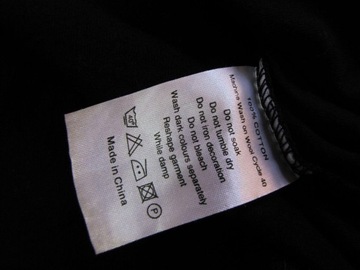 100% COTTON
Machine Wash on Wool Cycle 40
Do not soak
Do not tumble dry
Do not iron decoration
Do not bleach
Wash dark colours separately
Reshape garment
While damp
40°
P
Made in China